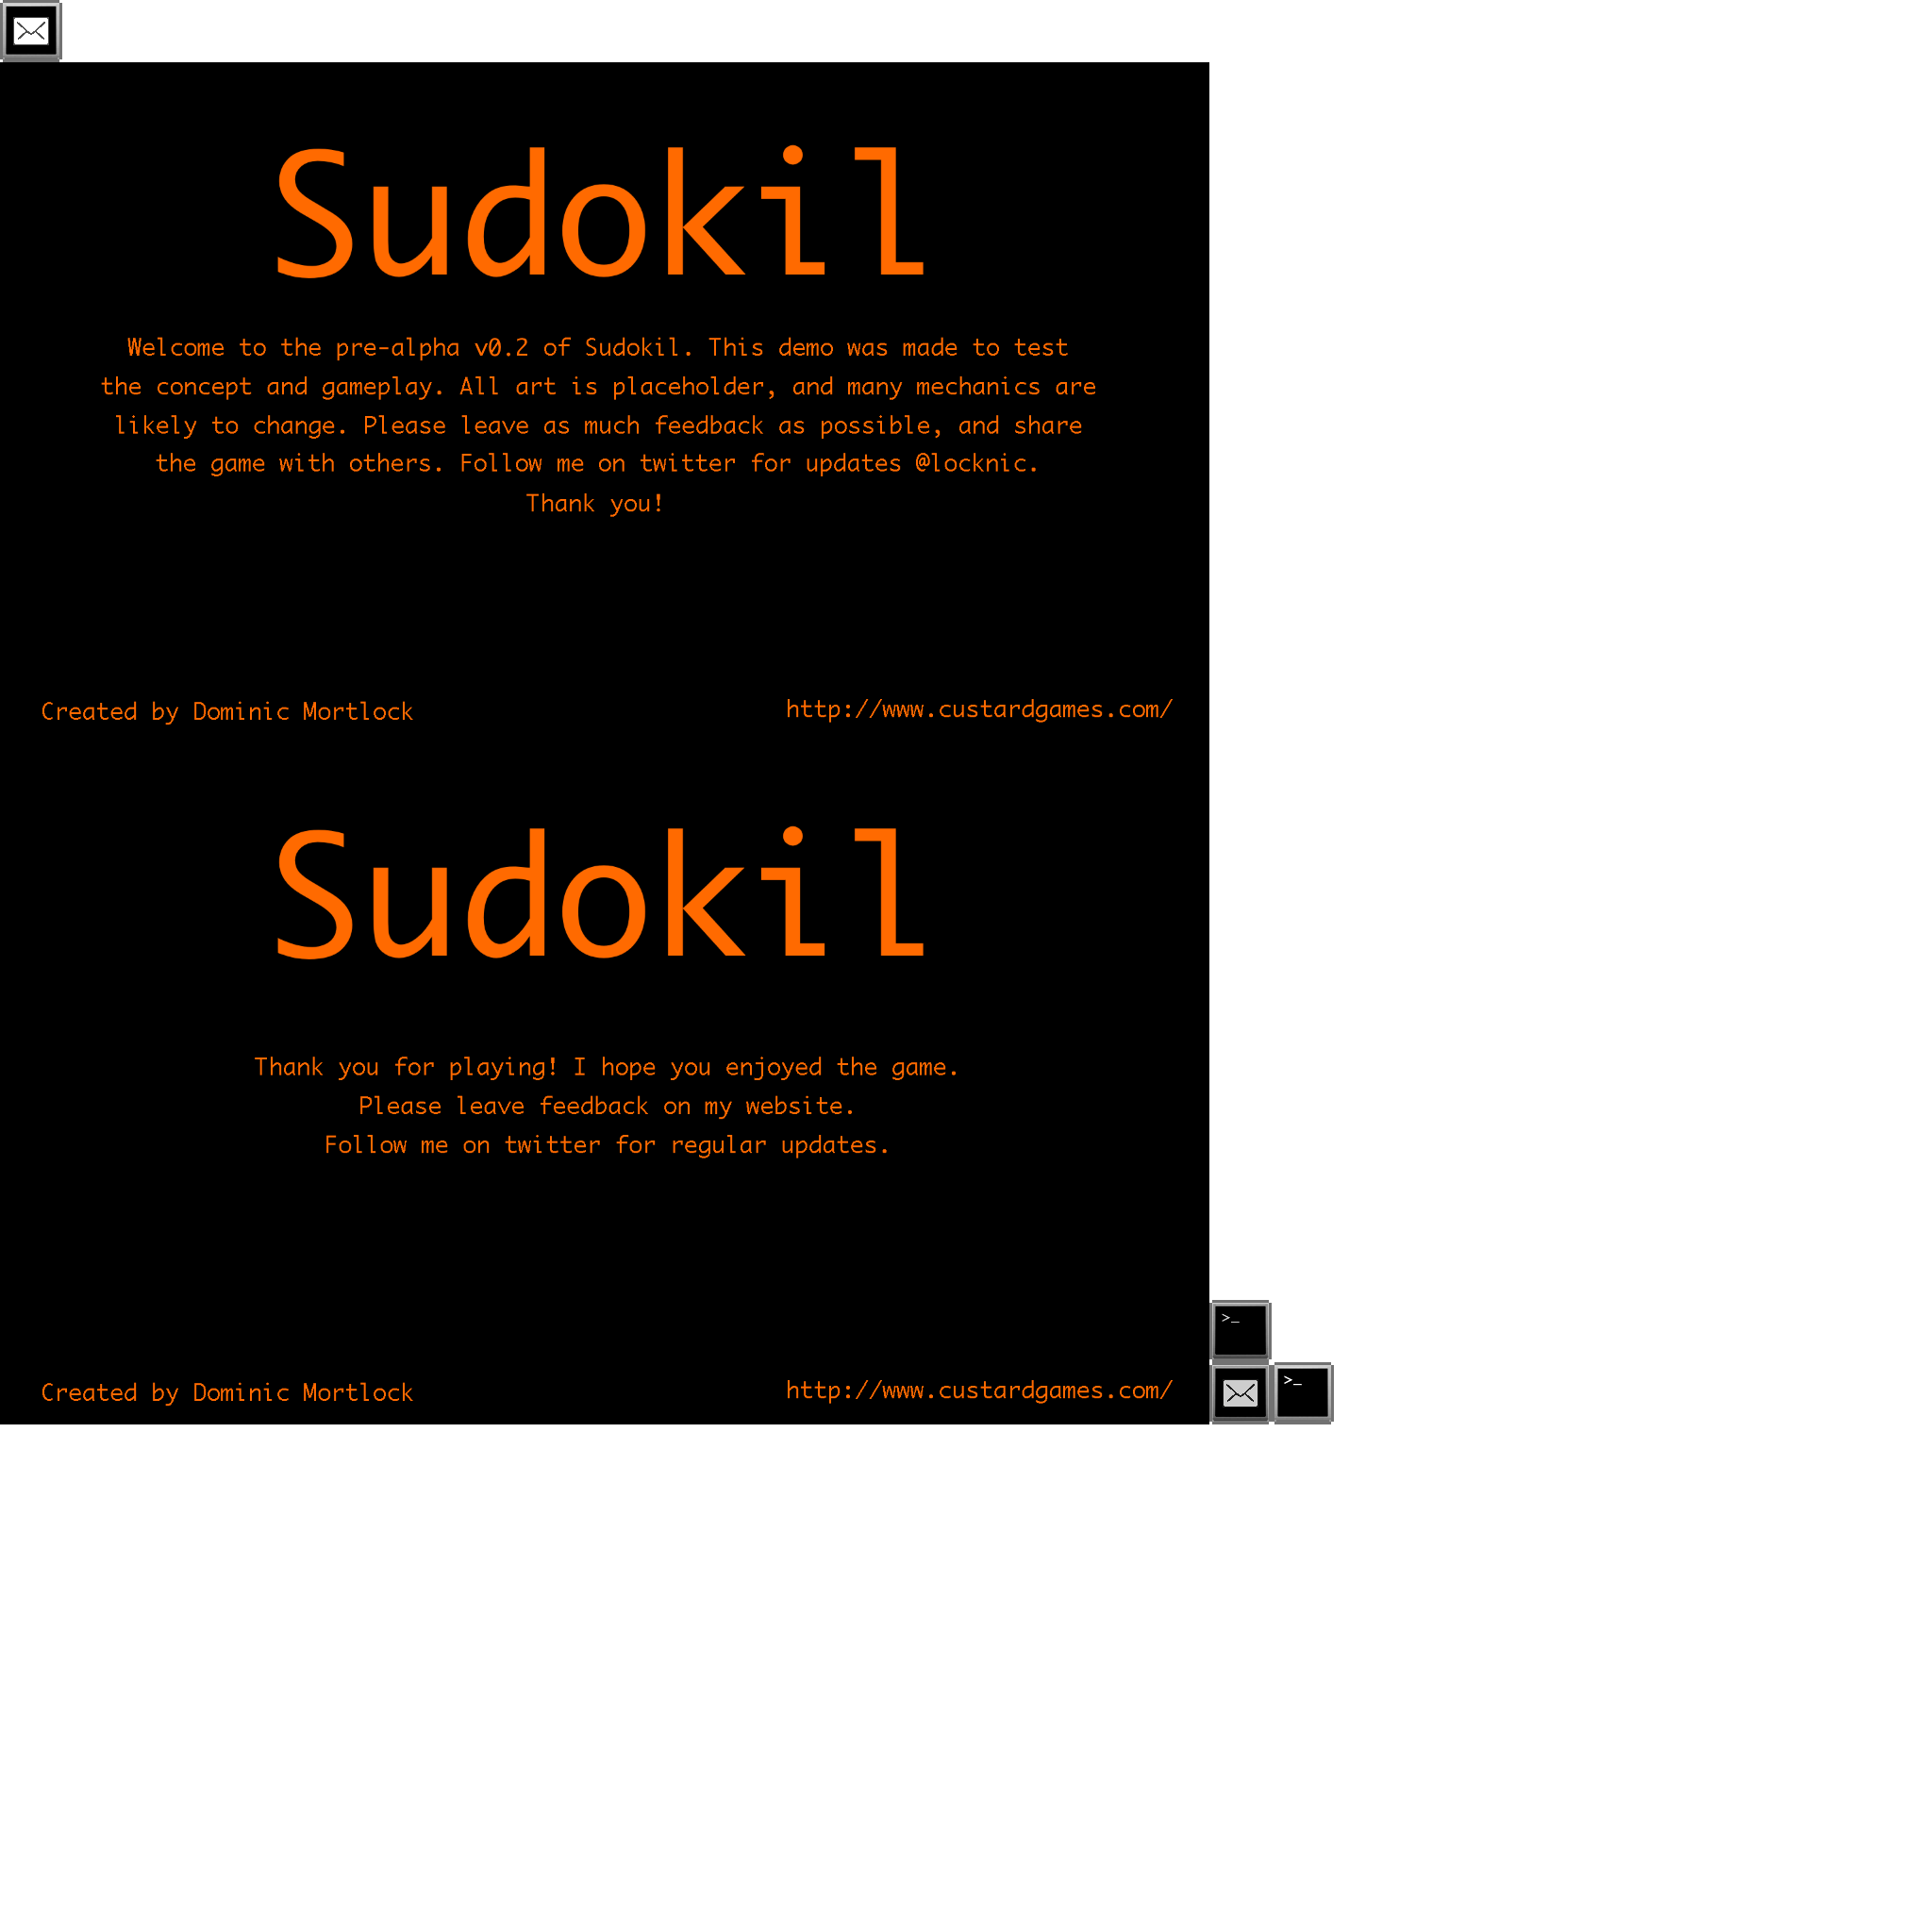 Sudokil
Welcome to the pre-alpha v0.2 of Sudokil. This demo was made to test
the concept and gameplay. All art is placeholder, and many mechanics are
likely to change. Please leave as much feedback as possible, and share
the game with others. Follow me on twitter for updates @locknic.
Thank you!
Created by Dominic Mortlock
http://www.custardgames.com/
Sudokil
Thank you for playing! I hope you enjoyed the game.
Please leave feedback on my website.
Follow me on twitter for regular updates.
>_
>_
Created by Dominic Mortlock
http://www.custardgames.com/